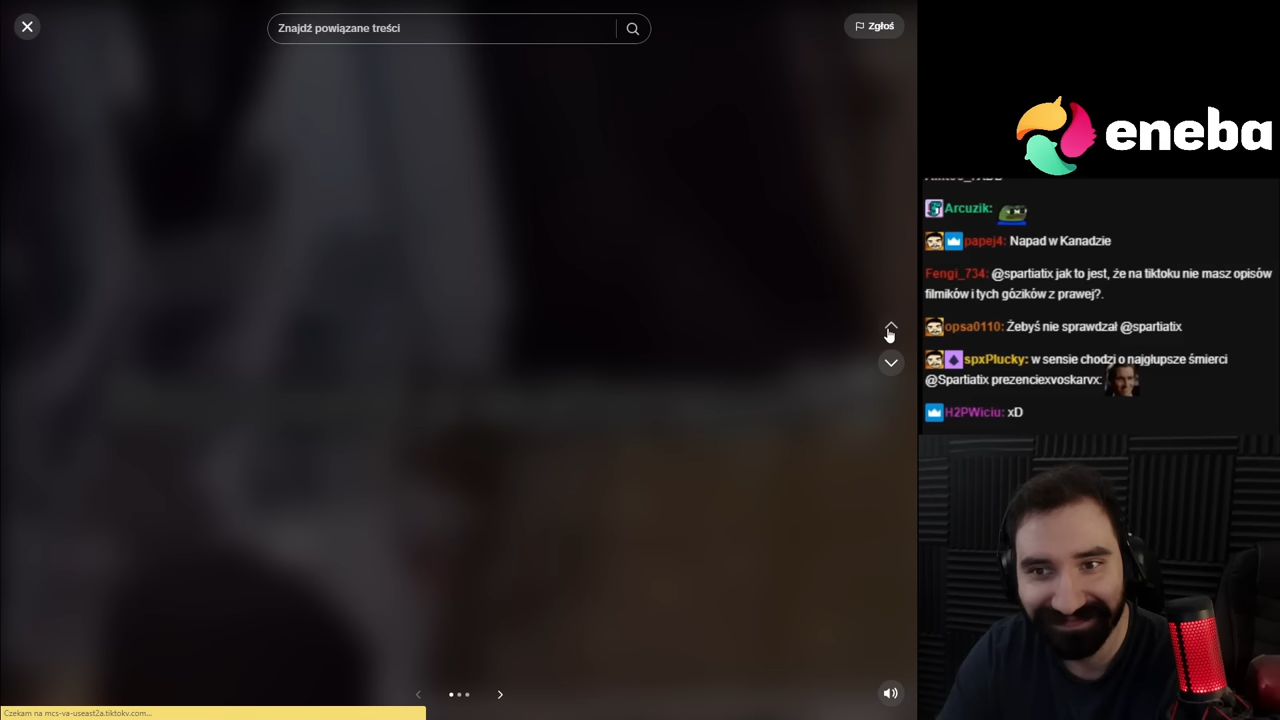 Znajdź powiązane treści
Zgłoś
eneba
Arcuzik:
papej4: Napad w Kanadzie
Fengi_734: @spartiatix jak to jest, że na tiktoku nie masz opisów
filmików i tych gózików z prawej?.
opsa0110: Żebyś nie sprawdzał @spartiatix
spxPlucky: w sensie chodzi o najgłupsze śmierci
@Spartiatix prezenciexvoskarvx:
H2PWiciu: xD
Czekam na mcs-va-useast2a.tiktokv.com...